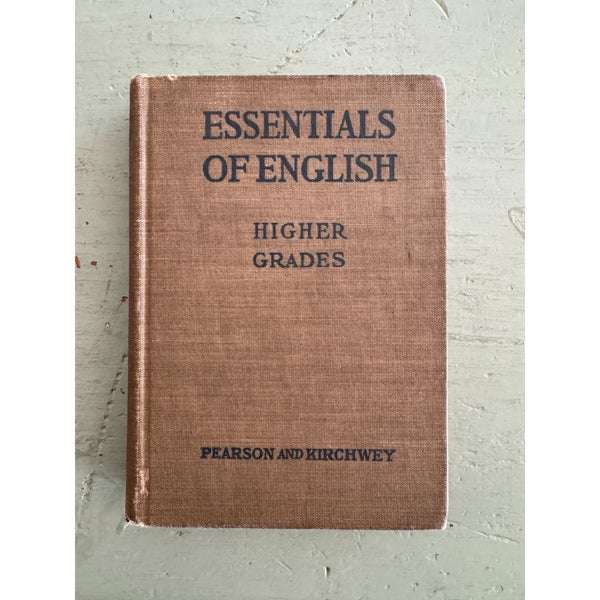 ESSENTIALS
OF ENGLISH
HIGHER
GRADES
PEARSON AND KIRCHWEY